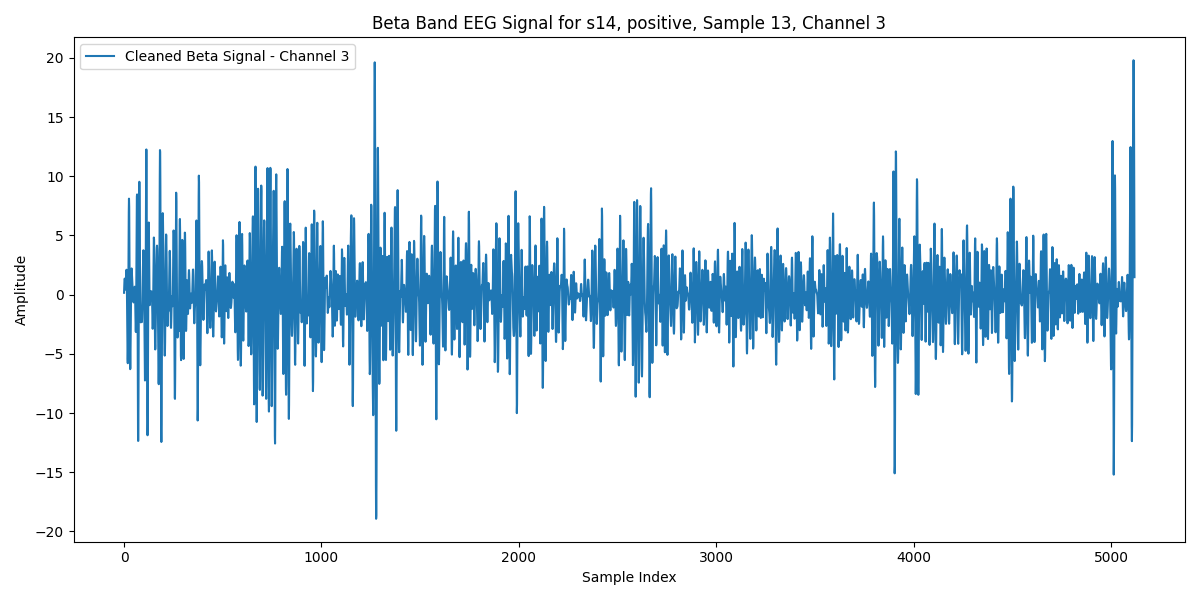 Beta Band EEG Signal for s14, positive, Sample 13, Channel 3
Cleaned Beta Signal - Channel 3
20
15
10
5
0
−5
−10
−15
−20
Amplitude
0 1000 2000 3000 4000 5000
Sample Index